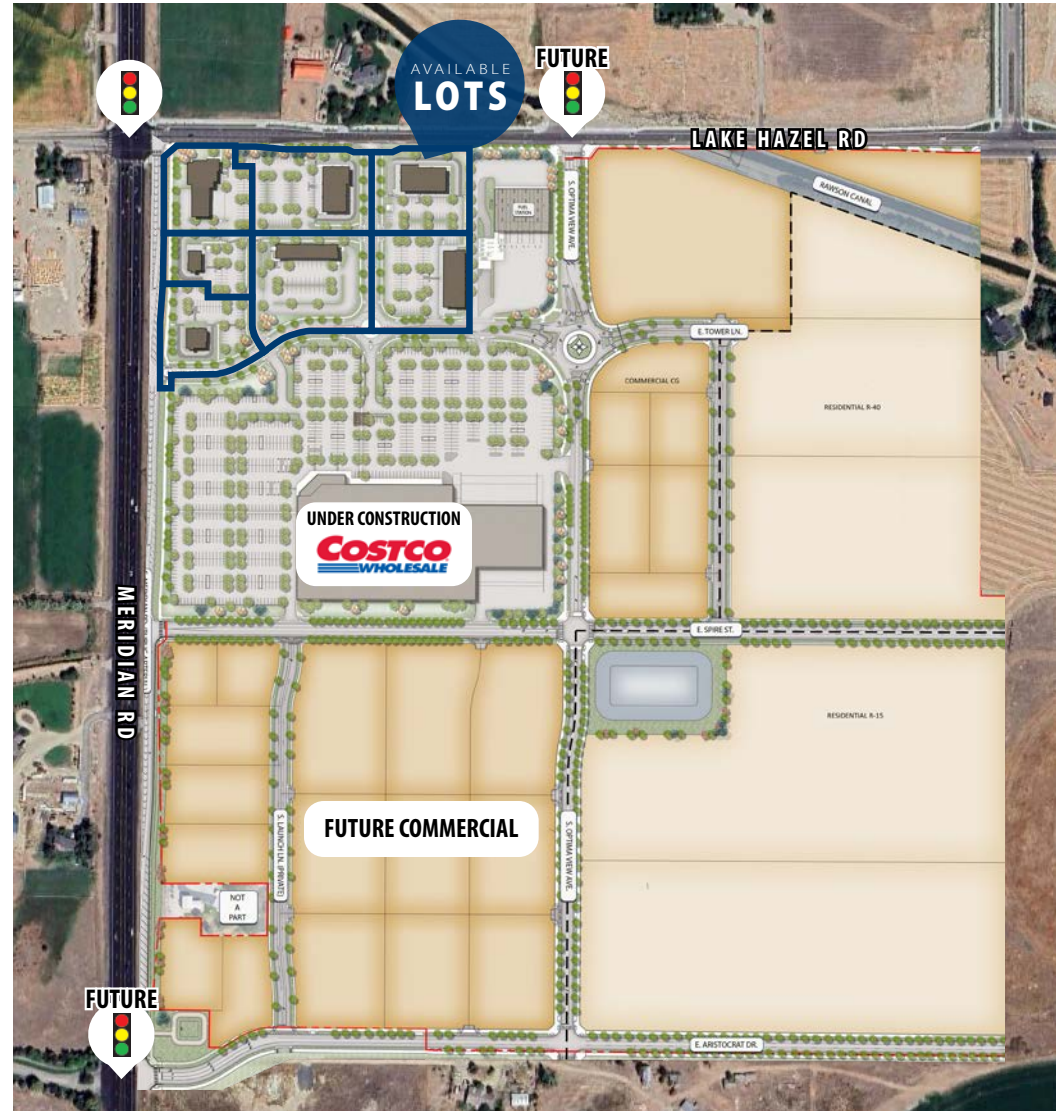 AVAILABLE
LOTS
FUTURE
LAKE HAZEL RD
RAWSON CANAL
S. OPTIMA VIEW AVE.
FUEL
STATION
E. TOWER LN.
COMMERCIAL CG
RESIDENTIAL R-40
UNDER CONSTRUCTION
COSTCO
WHOLESALE
MERIDIAN RD
E. SPIRE ST.
RESIDENTIAL R-15
FUTURE COMMERCIAL
S. LAUNCH LN. (PRIVATE)
S. OPTIMA VIEW AVE.
NOT
A
PART
FUTURE
E. ARISTOCRAT DR.